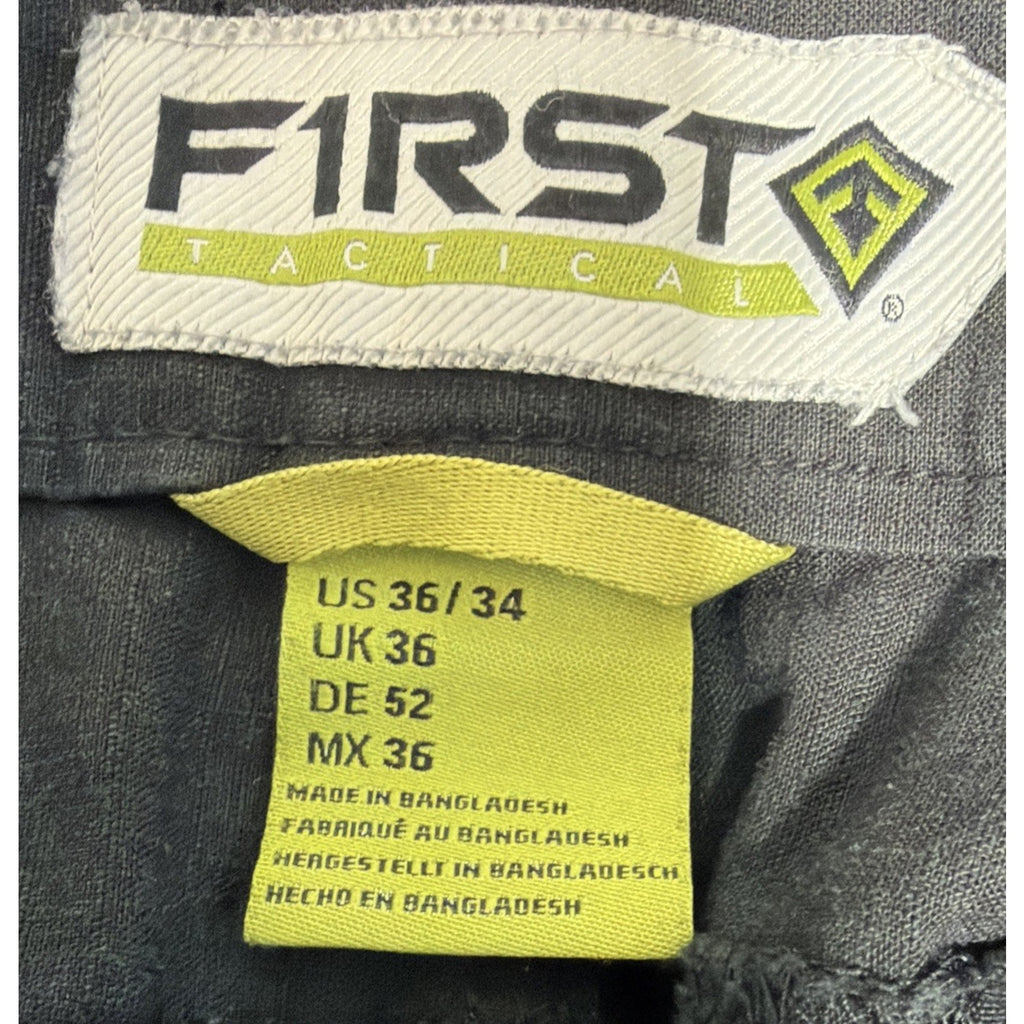 F1RST
TACTICAL
®
US 36/34
UK 36
DE 52
MX 36
MADE IN BANGLADESH
FABRIQUÉ AU BANGLADESH
HERGESTELLT IN BANGLADESCH
HECHO EN BANGLADESH